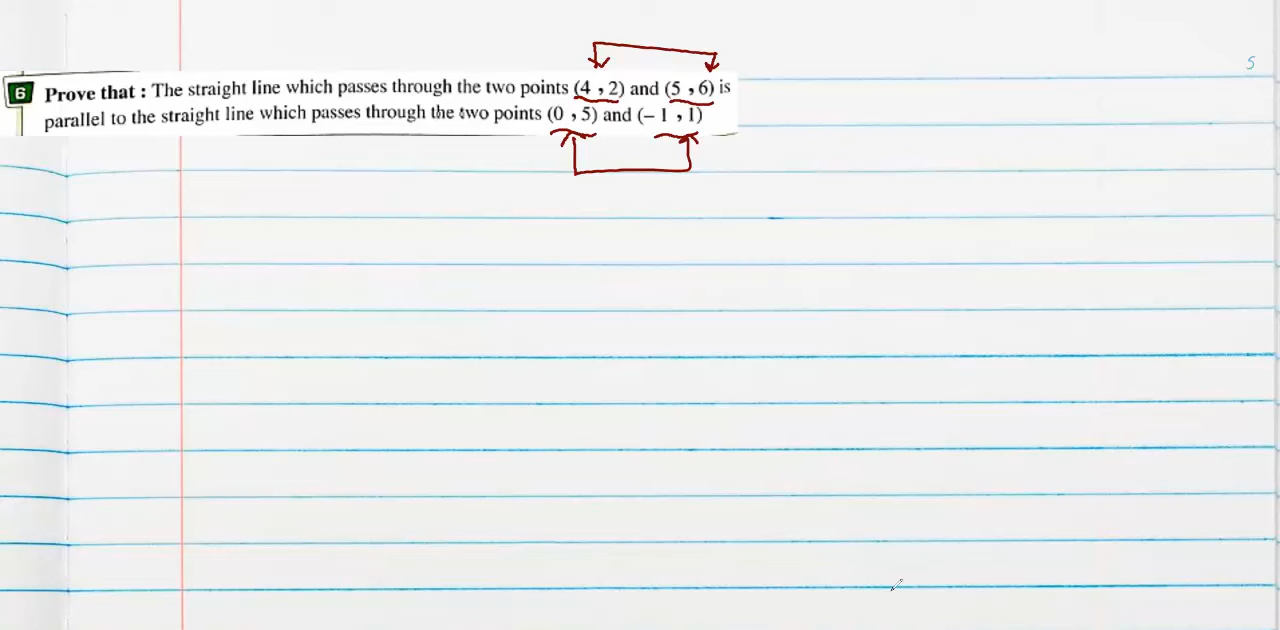 5
6 Prove that : The straight line which passes through the two points (4 , 2) and (5 , 6) is
parallel to the straight line which passes through the two points (0 , 5) and (– 1 , 1)